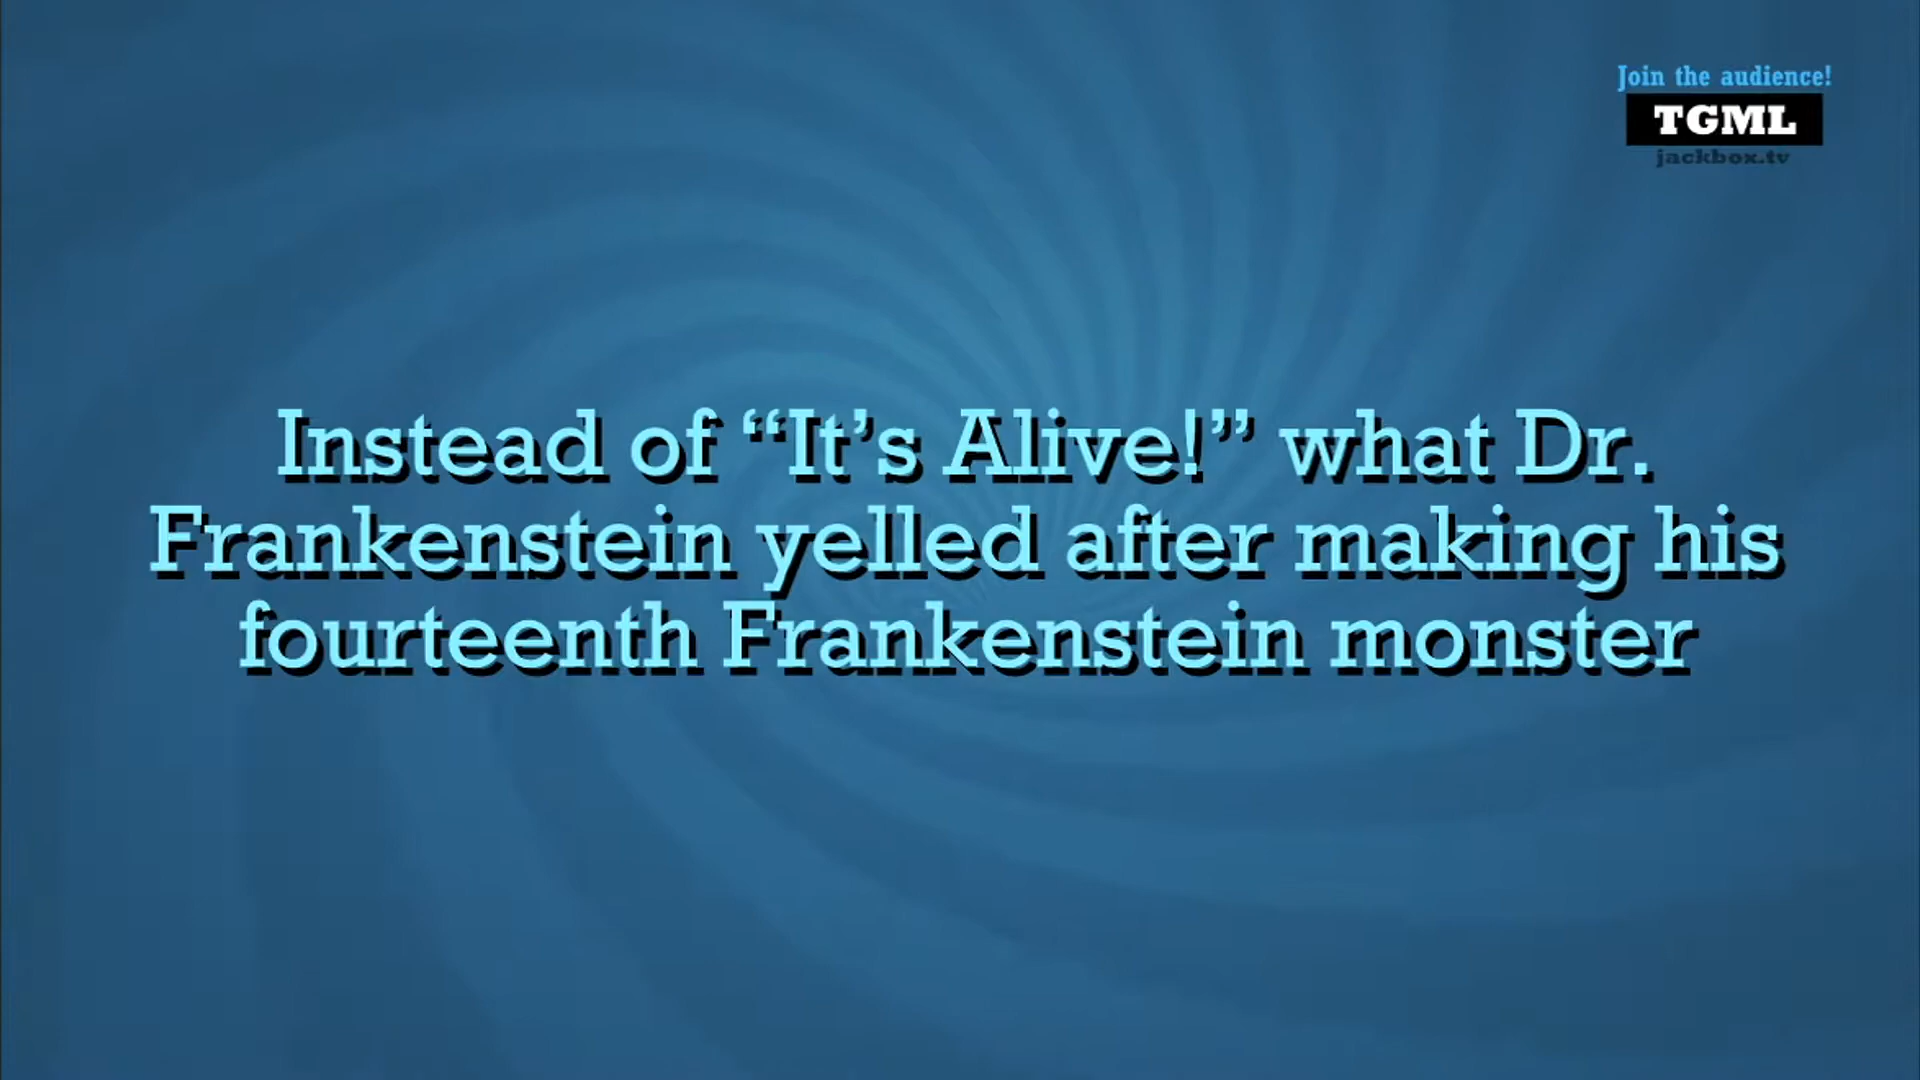 Join the audience!
TGML
jackbox.tv
Instead of “It’s Alive!” what Dr.
Frankenstein yelled after making his
fourteenth Frankenstein monster